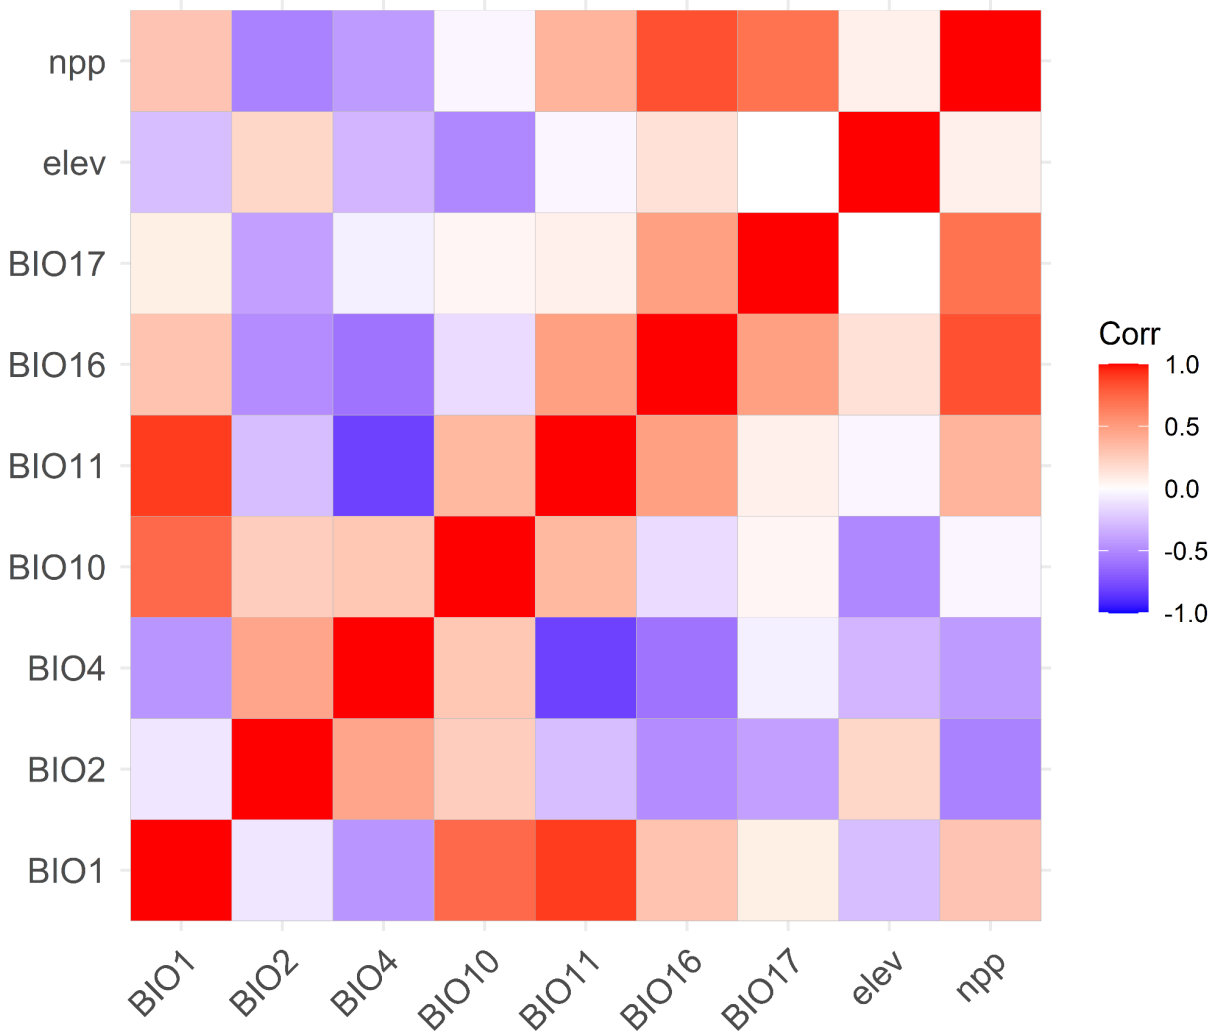 npp
elev
BIO17
BIO16
BIO11
BIO10
BIO4
BIO2
BIO1
BIO1 BIO2 BIO4 BIO10 BIO11 BIO16 BIO17 elev npp
Corr
1.0
0.5
0.0
-0.5
-1.0